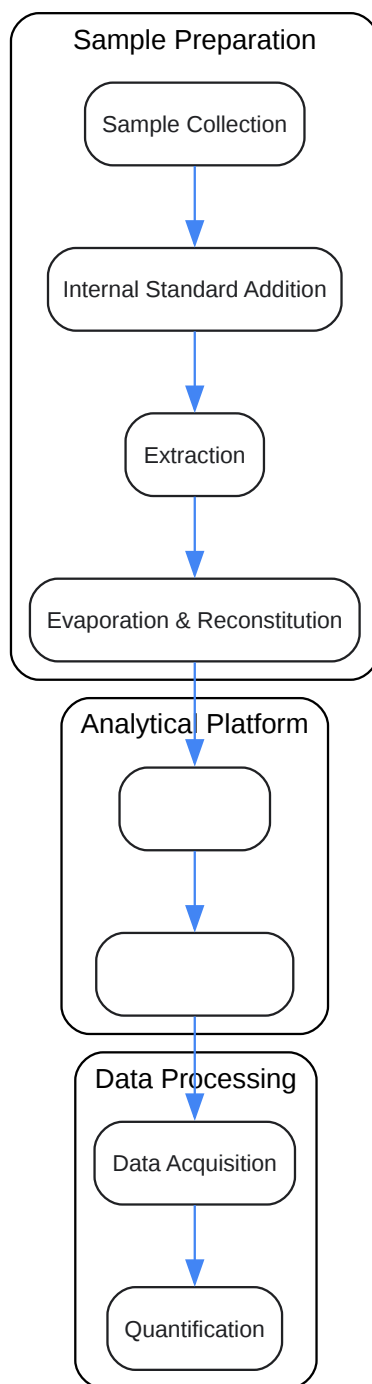 Sample Preparation
Sample Collection
Internal Standard Addition
Extraction
Evaporation & Reconstitution
Analytical Platform
Data Processing
Data Acquisition
Quantification